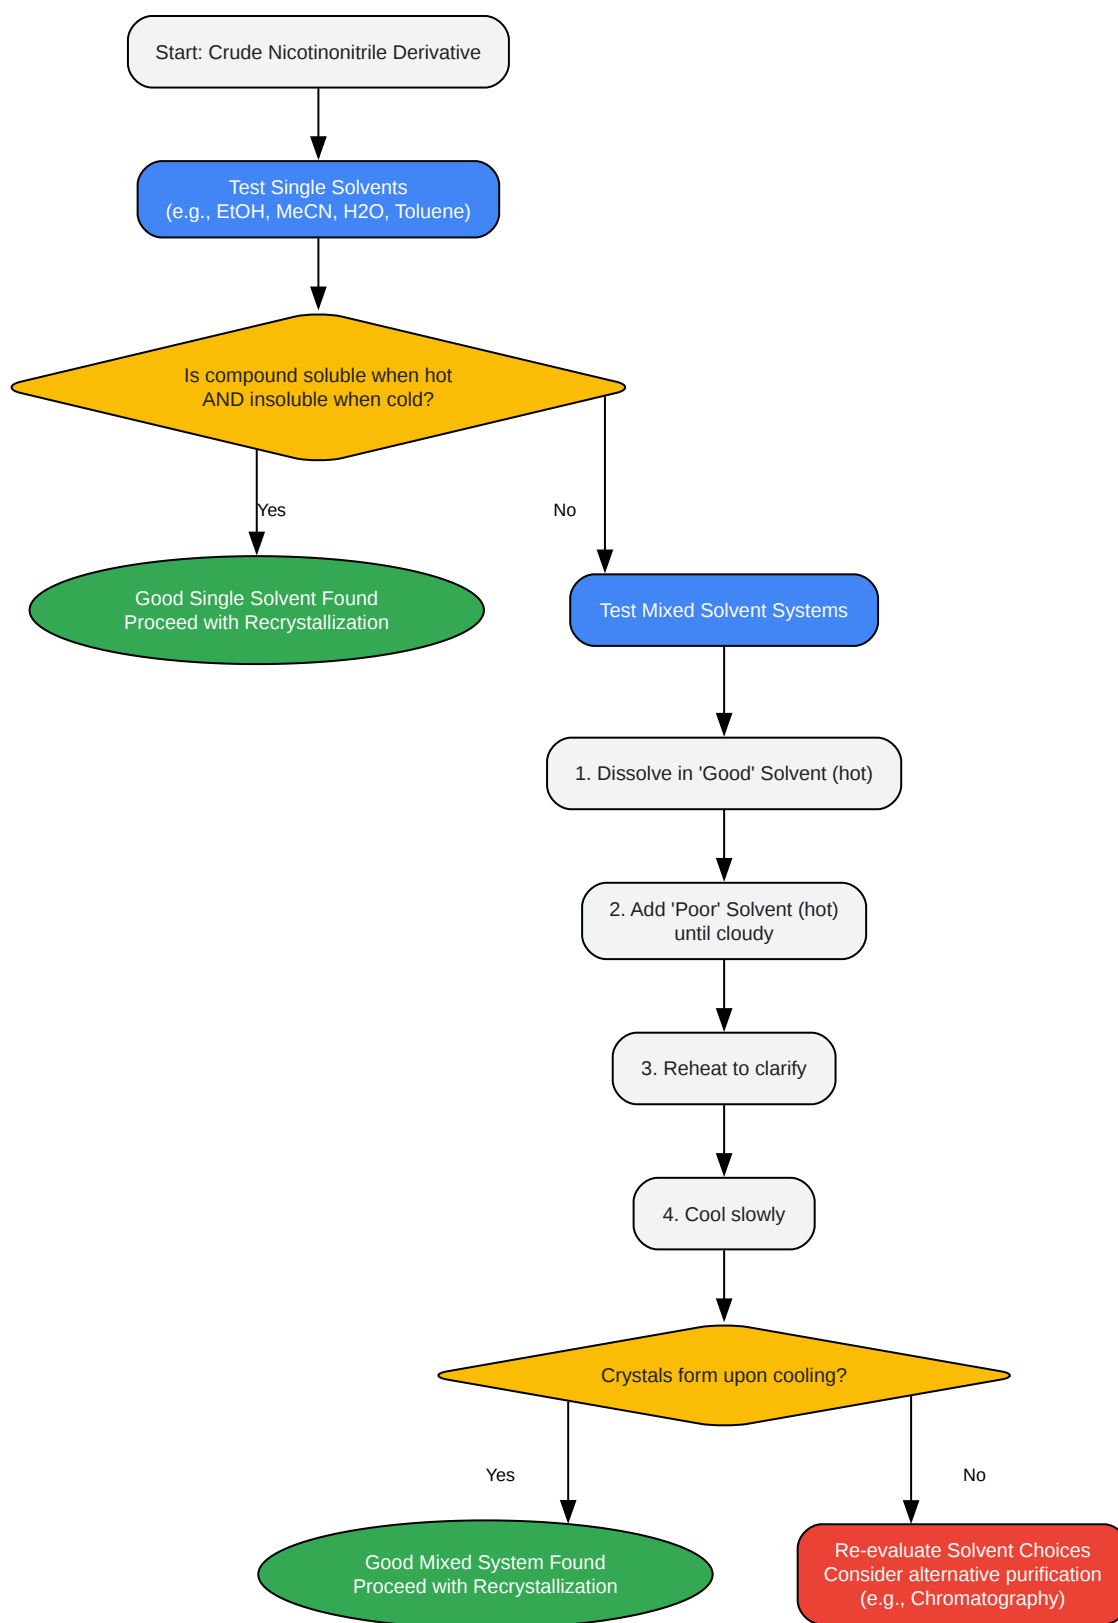 Start: Crude Nicotinonitrile Derivative
Test Single Solvents
(e.g., EtOH, MeCN, H2O, Toluene)
Is compound soluble when hot
AND insoluble when cold?
Yes
No
Good Single Solvent Found
Proceed with Recrystallization
Test Mixed Solvent Systems
1. Dissolve in 'Good' Solvent (hot)
2. Add 'Poor' Solvent (hot)
until cloudy
3. Reheat to clarify
4. Cool slowly
Crystals form upon cooling?
Yes
No
Good Mixed System Found
Proceed with Recrystallization
Re-evaluate Solvent Choices
Consider alternative purification
(e.g., Chromatography)